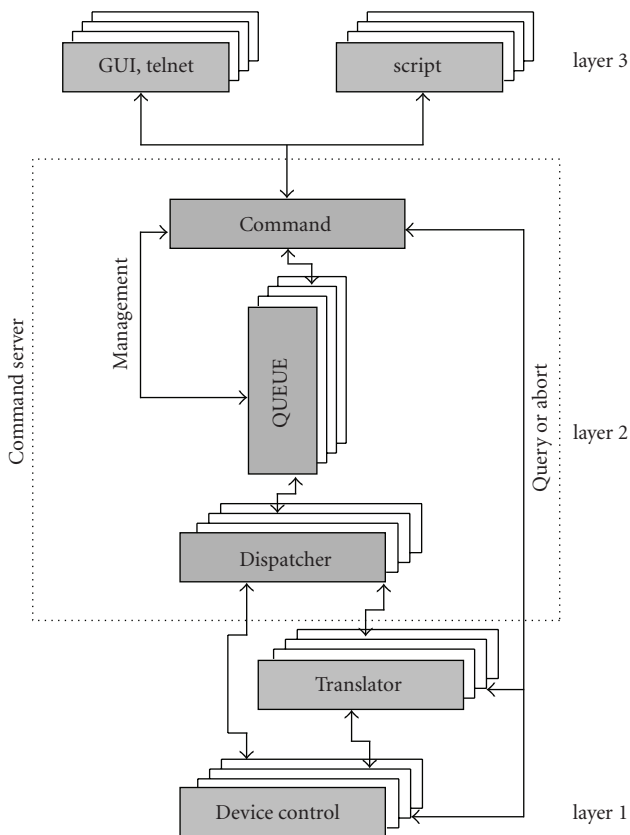 GUI, telnet
script
layer 3
Command
Management
Command server
QUEUE
Query or abort
layer 2
Dispatcher
Translator
Device control
layer 1